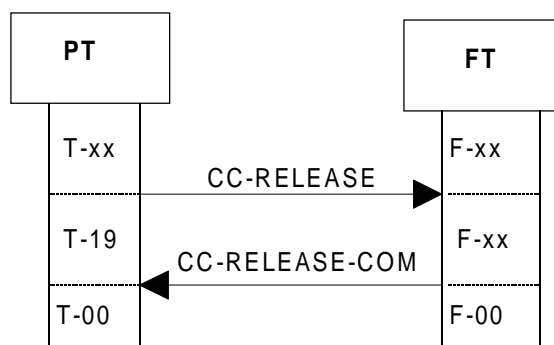 PT
FT
T-xx
F-xx
CC-RELEASE
T-19
F-xx
CC-RELEASE-COM
T-00
F-00